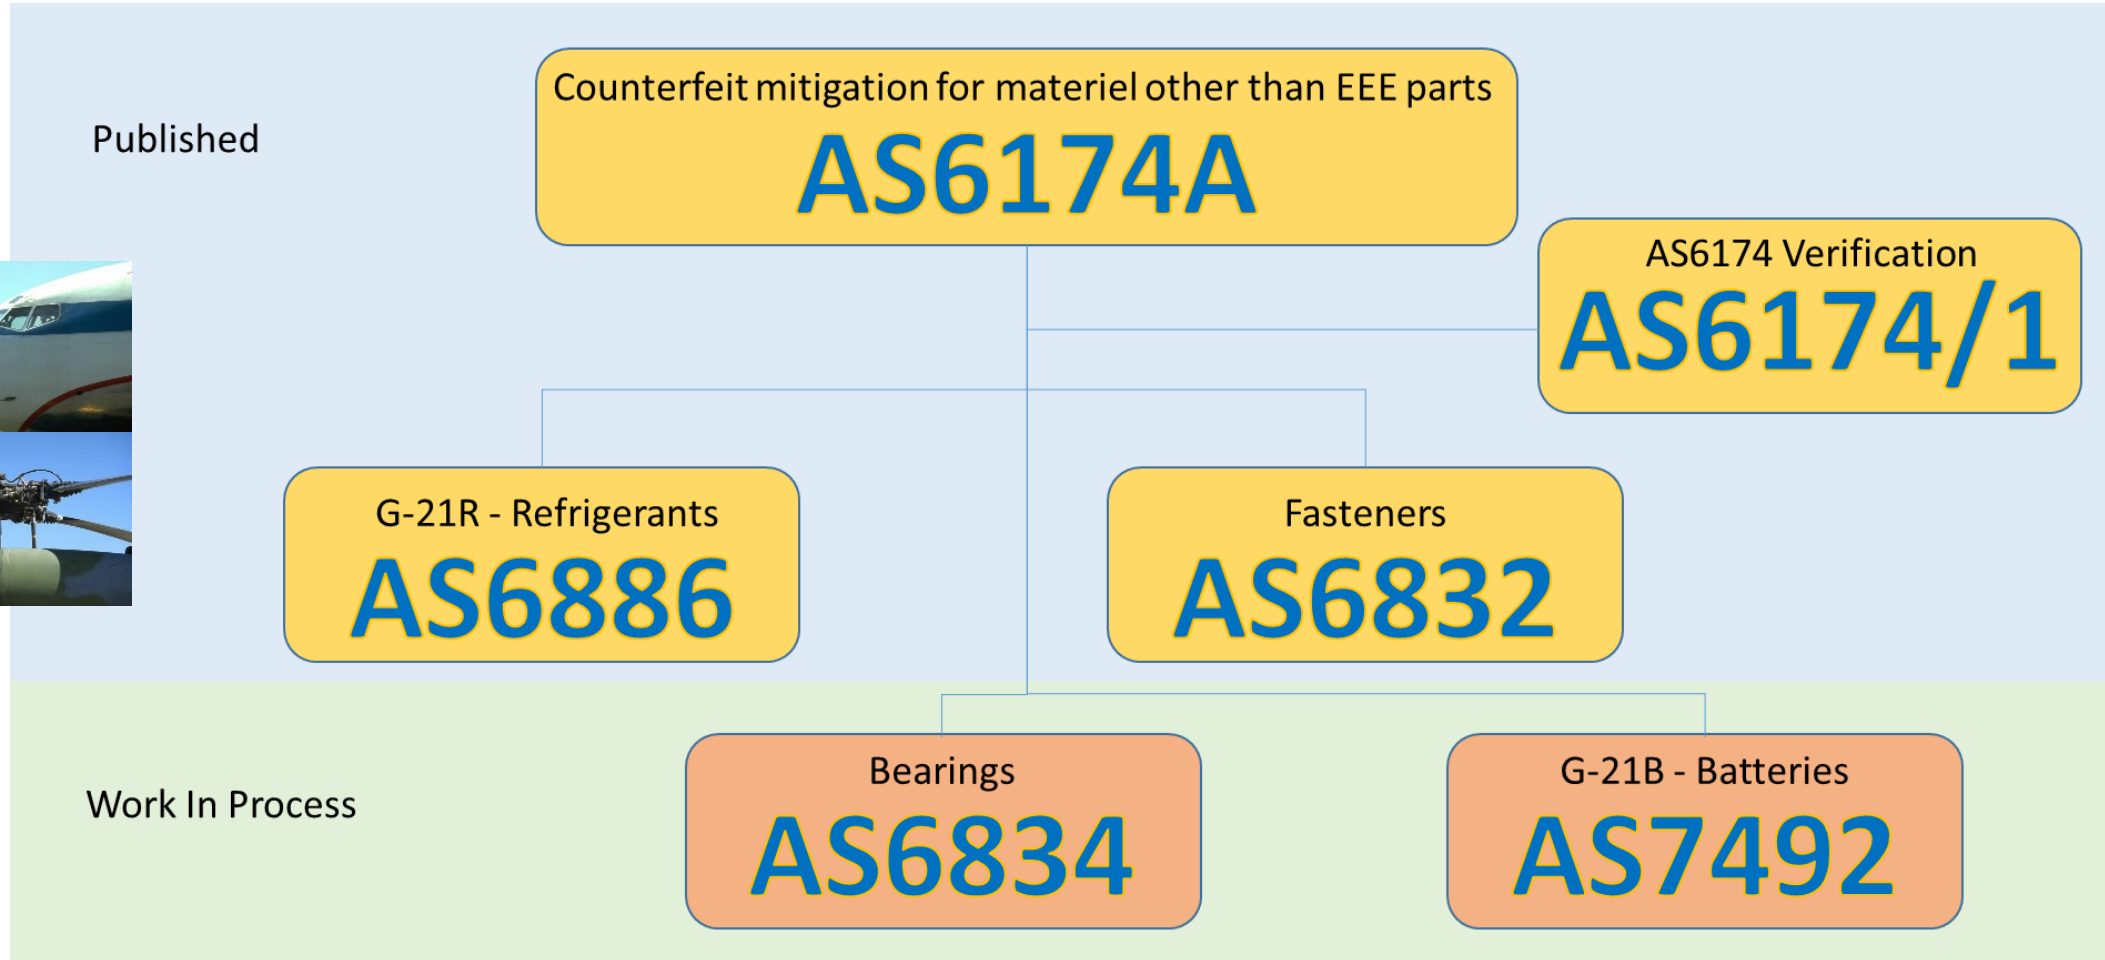 Counterfeit mitigation for materiel other than EEE parts
AS6174A
Published
AS6174 Verification
AS6174/1
G-21R - Refrigerants
AS6886
Fasteners
AS6832
Bearings
AS6834
G-21B - Batteries
AS7492
Work In Process